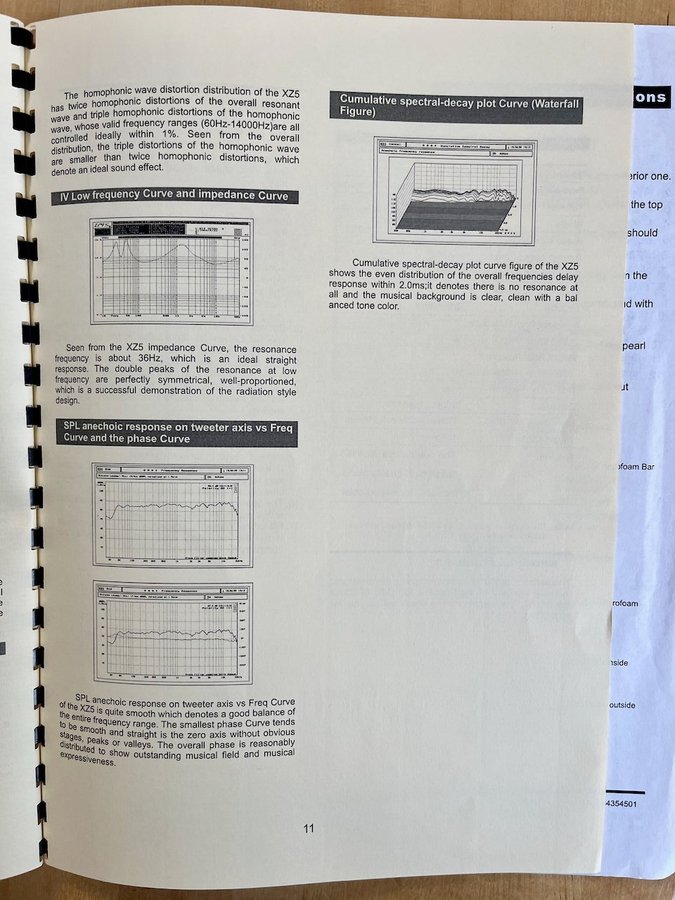 The homophonic wave distortion distribution of the XZ5
has twice homophonic distortions of the overall resonant
wave and triple homophonic distortions of the homophonic
wave, whose valid frequency ranges (60Hz-14000Hz)are all
controlled ideally within 1%. Seen from the overall
distribution, the triple distortions of the homophonic wave
are smaller than twice homophonic distortions, which
denote an ideal sound effect.
IV Low frequency Curve and impedance Curve
Seen from the XZ5 impedance Curve, the resonance
frequency is about 36Hz, which is an ideal straight
response. The double peaks of the resonance at low
frequency are perfectly symmetrical, well-proportioned,
which is a successful demonstration of the radiation style
design.
SPL anechoic response on tweeter axis vs Freq
Curve and the phase Curve
Frequency Response
Frequency Response
SPL anechoic response on tweeter axis vs Freq Curve
of the XZ5 is quite smooth which denotes a good balance of
the entire frequency range. The smallest phase Curve tends
to be smooth and straight is the zero axis without obvious
stages, peaks or valleys. The overall phase is reasonably
distributed to show outstanding musical field and musical
expressiveness.
Cumulative spectral-decay plot Curve (Waterfall
Figure)
Cumulative Spectral Decay
Cumulative spectral-decay plot curve figure of the XZ5
shows the even distribution of the overall frequencies delay
response within 2.0ms;it denotes there is no resonance at
all and the musical background is clear, clean with a bal
anced tone color.
11
ons
erior one.
the top
should
the
with
pearl
ut
ofoam Bar
rofoam
nside
outside
4354501